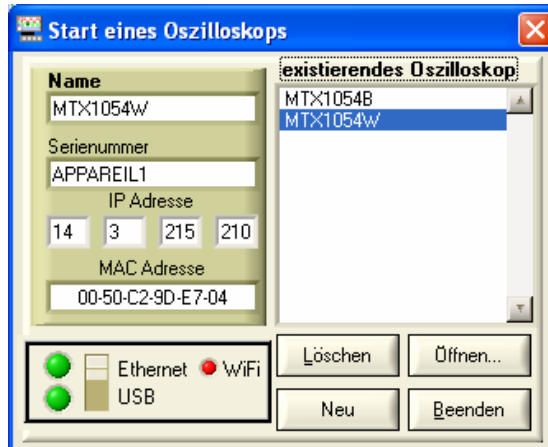 Start eines Oszilloskops
Name
MTX1054W
Serienummer
APPAREIL1
IP Adresse
14 3 215 210
MAC Adresse
00-50-C2-9D-E7-04
existierendes Oszilloskop
MTX1054B
MTX1054W
Ethernet WiFi
USB
Löschen Öffnen...
Neu Beenden